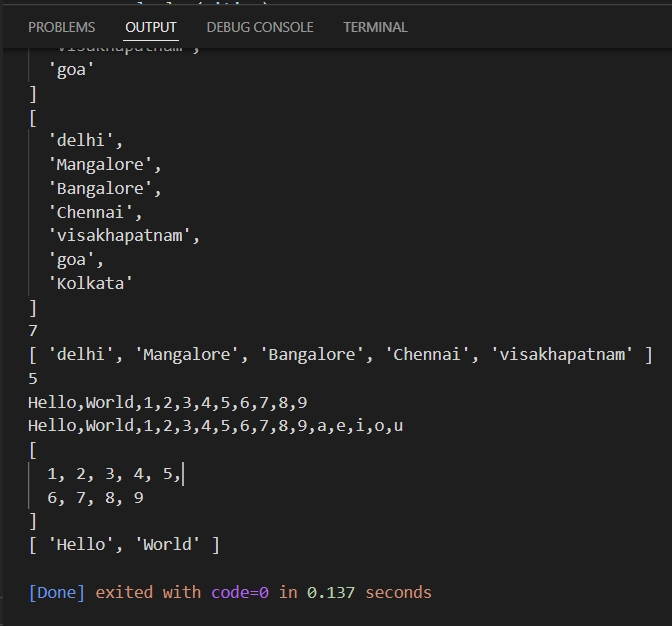 PROBLEMS OUTPUT DEBUG CONSOLE TERMINAL
'goa'
]
[
'delhi',
'Mangalore',
'Bangalore',
'Chennai',
'visakhapatnam',
'goa',
'Kolkata'
]
7
[ 'delhi', 'Mangalore', 'Bangalore', 'Chennai', 'visakhapatnam' ]
5
Hello,World,1,2,3,4,5,6,7,8,9
Hello,World,1,2,3,4,5,6,7,8,9,a,e,i,o,u
[
1, 2, 3, 4, 5,
6, 7, 8, 9
]
[ 'Hello', 'World' ]
[Done] exited with code=0 in 0.137 seconds